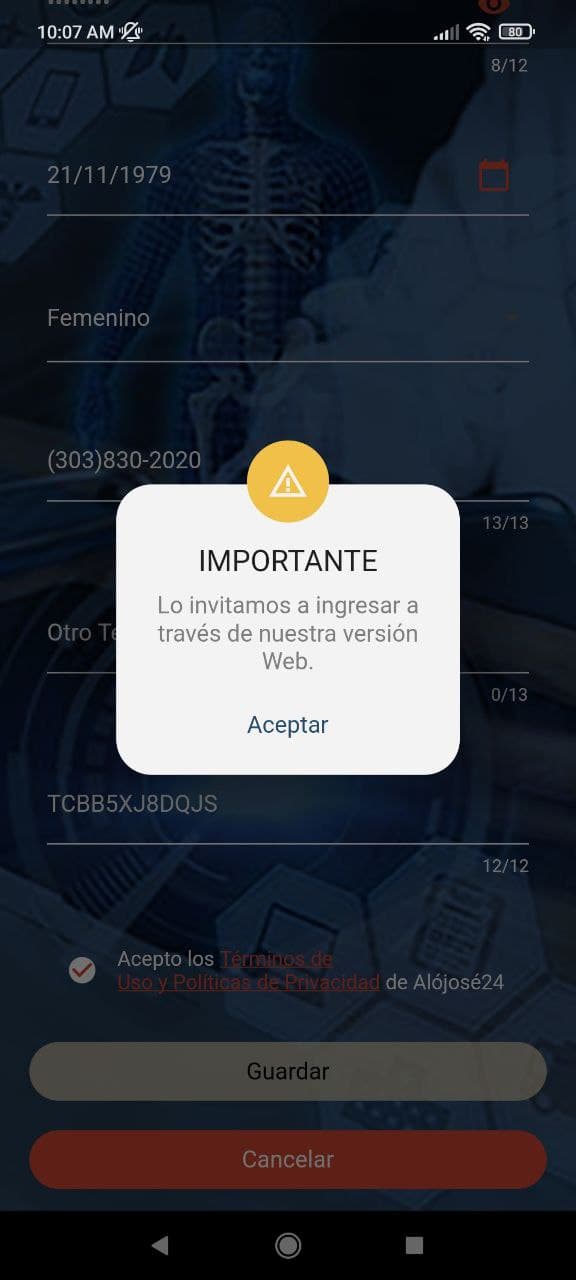 10:07 AM
80
8/12
21/11/1979
Femenino
(303)830-2020
13/13
IMPORTANTE
Lo invitamos a ingresar a
través de nuestra versión
Web.
Aceptar
Otro
0/13
TCBB5XJ8DQJS
12/12
Acepto los Términos de
Uso y Políticas de Privacidad de Alójosé24
Guardar
Cancelar